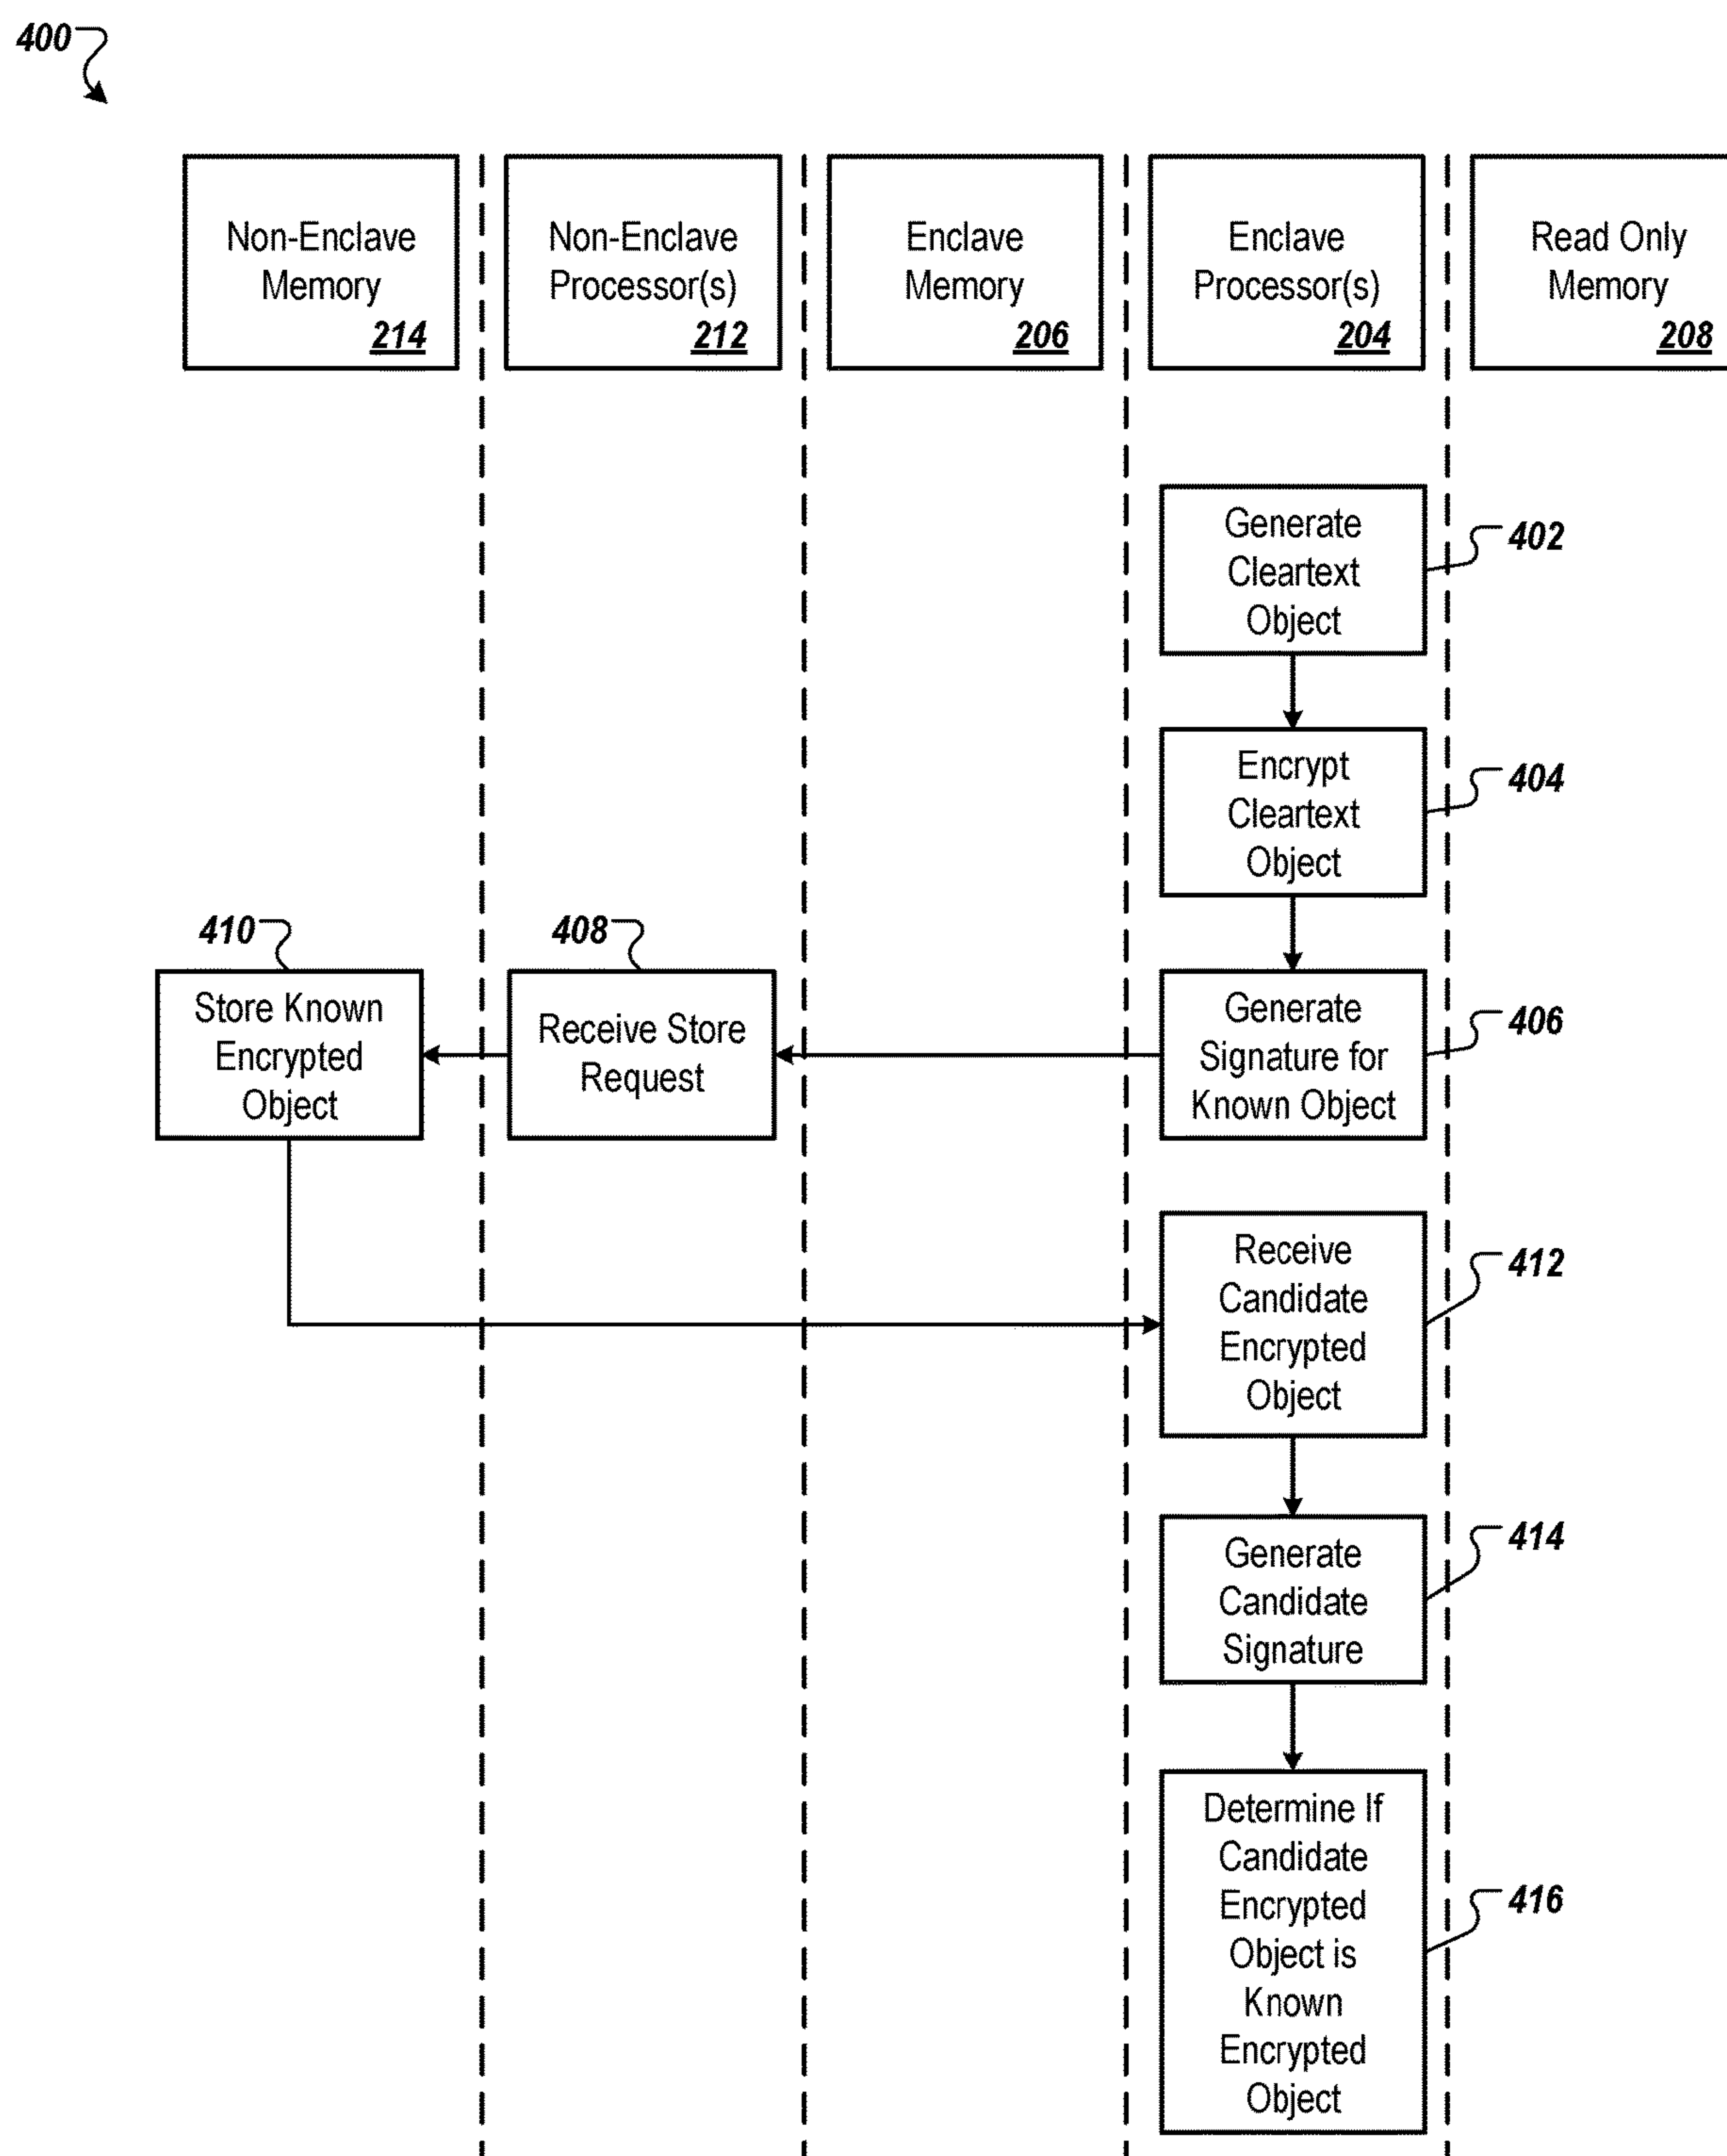 400
Non-Enclave
Memory
214
Non-Enclave
Processor(s)
212
Enclave
Memory
206
Enclave
Processor(s)
204
Read Only
Memory
208
Generate
Cleartext
Object
402
Encrypt
Cleartext
Object
404
410
Store Known
Encrypted
Object
408
Receive Store
Request
Generate
Signature for
Known Object
406
Receive
Candidate
Encrypted
Object
412
Generate
Candidate
Signature
414
Determine If
Candidate
Encrypted
Object is
Known
Encrypted
Object
416